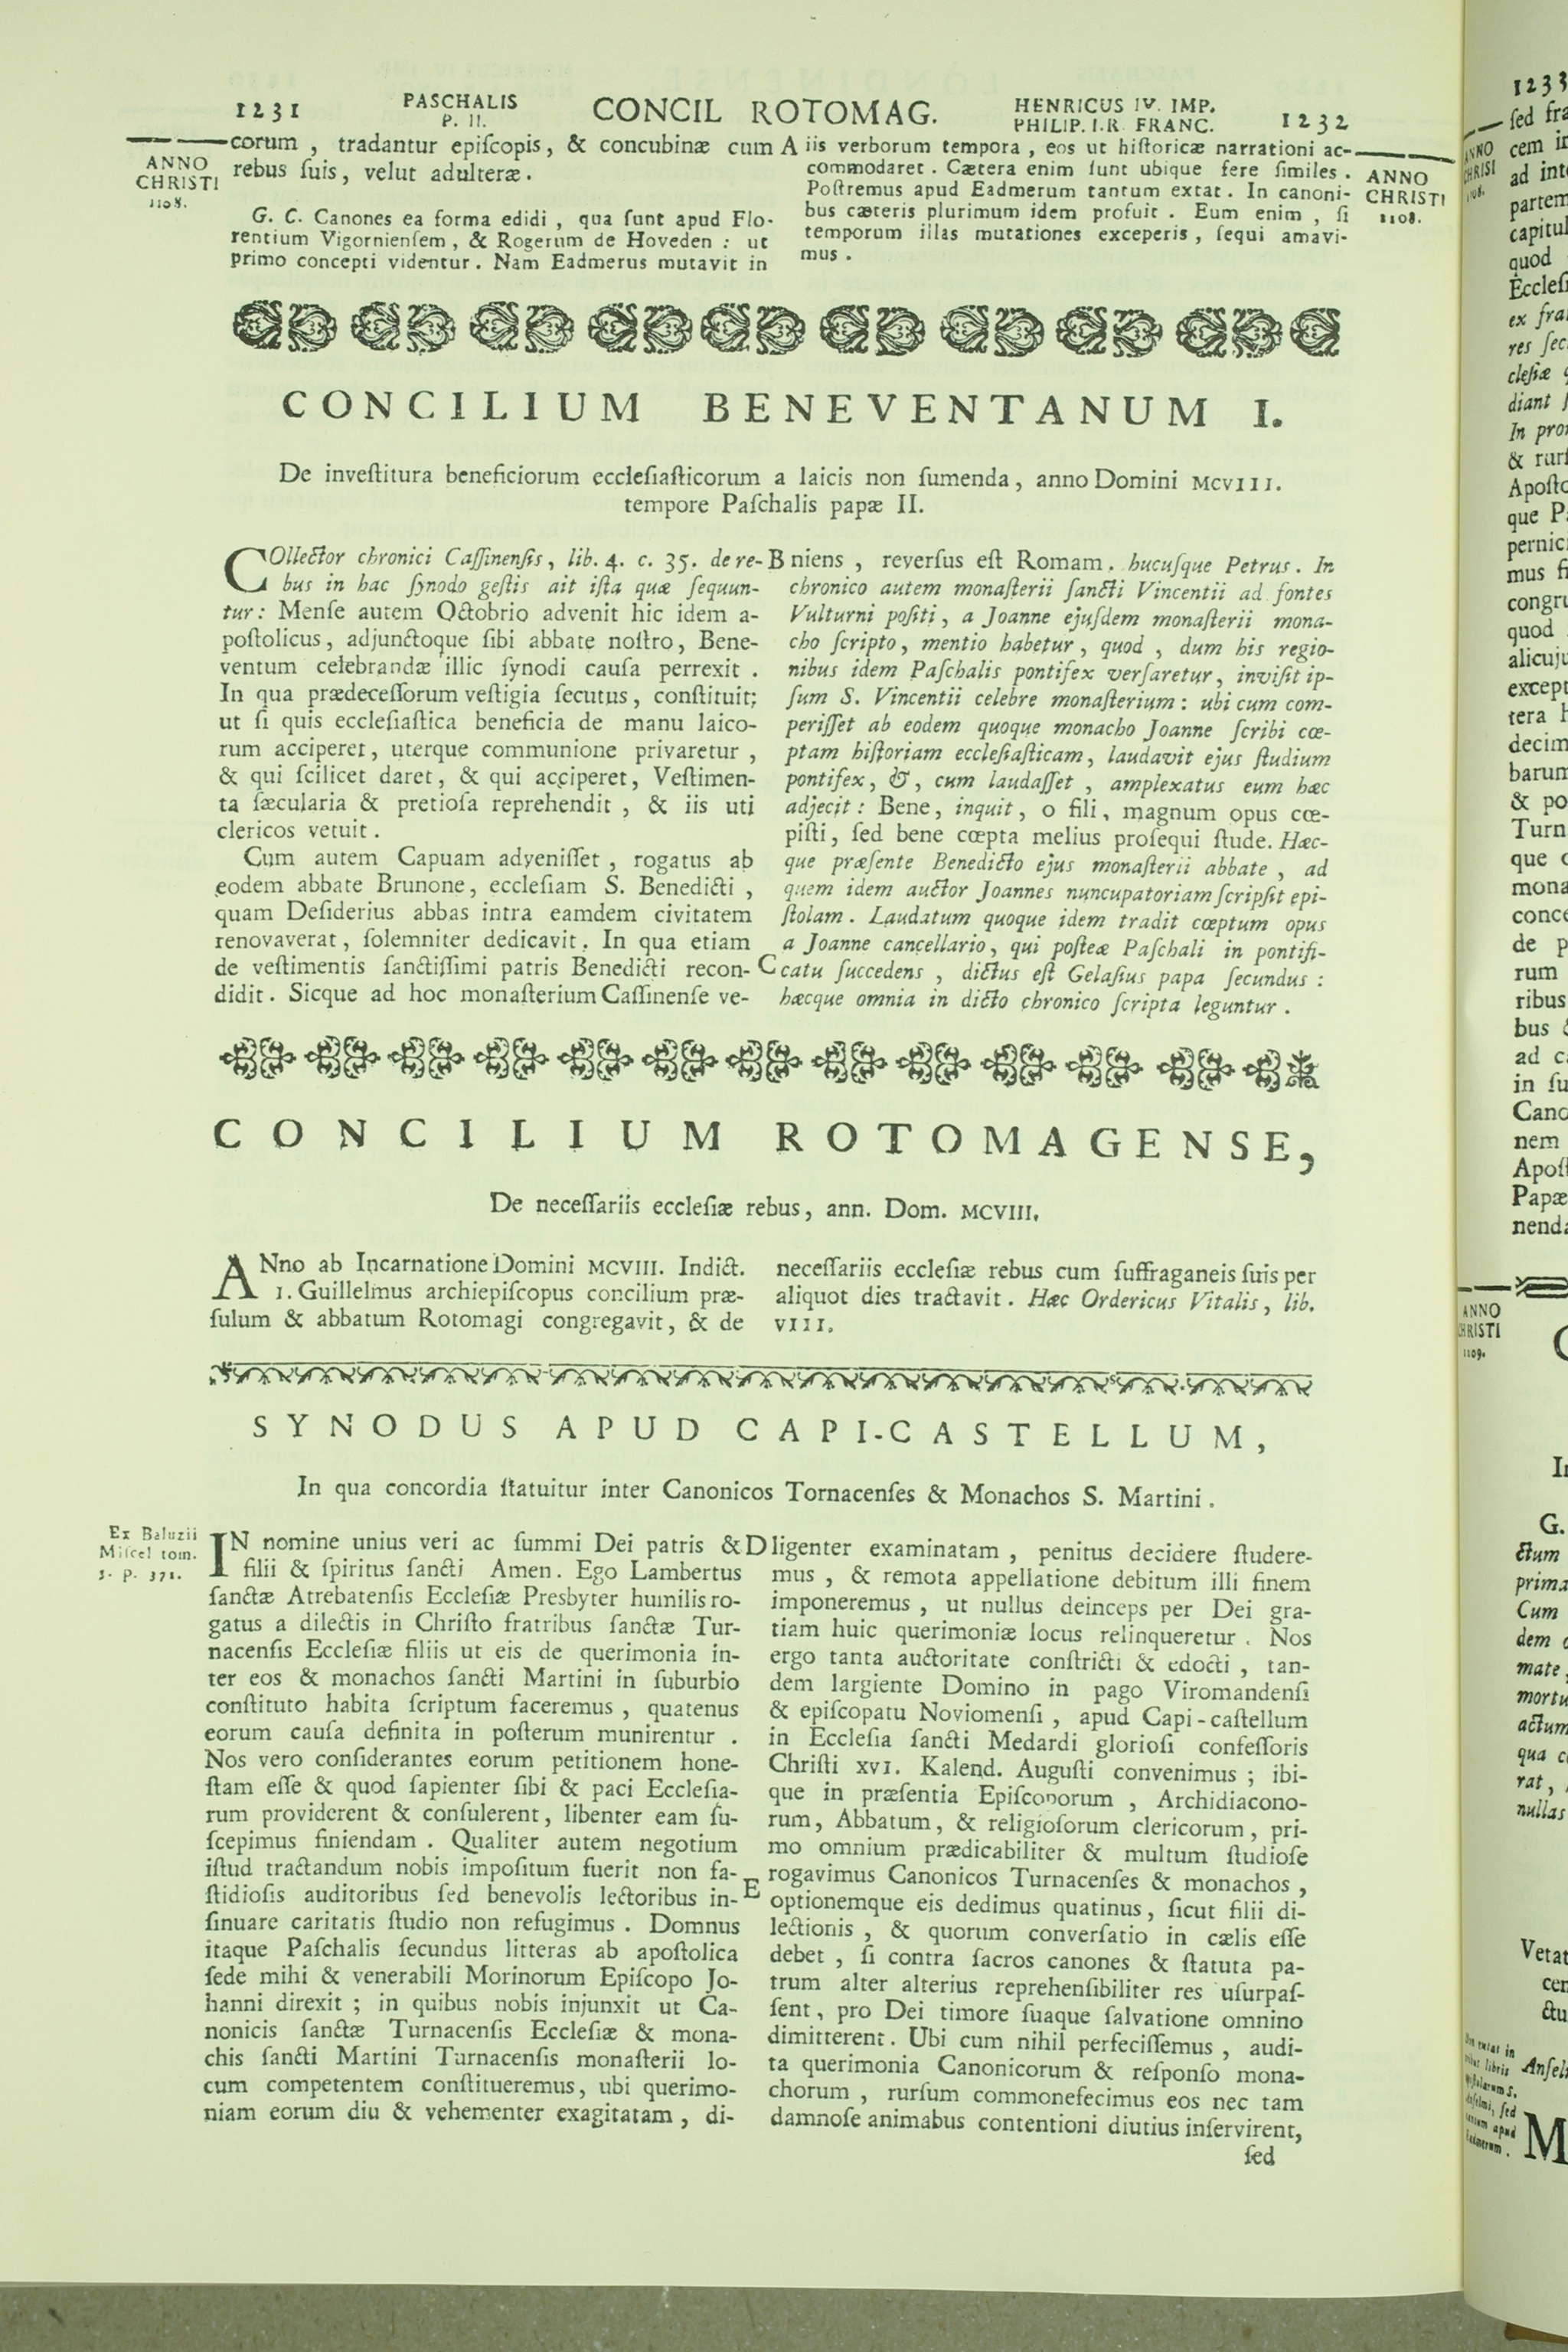 1231
PASCHALIS
P. II.
CONCIL ROTOMAG.
HENRICUS IV. IMP.
PHILIP. I. R. FRANC.
1232
ANNO
CHRISTI
1108.
corum , tradantur epiſcopis, & concubinæ cum
rebus ſuis, velut adulteræ.
G. C. Canones ea forma edidi , qua ſunt apud Flo-
rentium Vigornienſem, & Rogerum de Hoveden : ut
primo concepti videntur. Nam Eadmerus mutavit in
A
iis verborum tempora , eos ut hiſtoricæ narrationi ac-
commodaret. Cætera enim ſunt ubique fere ſimiles.
Poſtremus apud Eadmerum tantum extat. In canoni-
bus cæteris plurimum idem profuit. Eum enim , ſi
temporum illas mutationes exceperis, ſequi amavi-
mus.
ANNO
CHRISTI
1108.
CONCILIUM BENEVENTANUM I.
De inveſtitura beneficiorum eccleſiaſticorum a laicis non ſumenda, anno Domini MCVIII.
tempore Paſchalis papæ II.
COllector chronici Caſſinenſis, lib. 4. c. 35. de re-
bus in hac ſynodo geſtis ait iſta quæ ſequun-
tur: Menſe autem Octobrio advenit hic idem a-
poſtolicus, adjunctoque ſibi abbate noſtro, Bene-
ventum celebrandæ illic ſynodi cauſa perrexit.
In qua prædeceſſorum veſtigia ſecutus, conſtituit;
ut ſi quis eccleſiaſtica beneficia de manu laico-
rum acciperet, uterque communione privaretur,
& qui ſcilicet daret, & qui acciperet, Veſtimen-
ta ſæcularia & pretioſa reprehendit, & iis uti
clericos vetuit.
Cum autem Capuam adveniſſet, rogatus ab
eodem abbate Brunone, eccleſiam S. Benedicti,
quam Deſiderius abbas intra eamdem civitatem
renovaverat, ſolemniter dedicavit. In qua etiam
de veſtimentis ſanctiſſimi patris Benedicti recon-
didit. Sicque ad hoc monaſterium Caſſinenſe ve-
B
niens, reverſus eſt Romam. hucuſque Petrus. In
chronico autem monaſterii ſancti Vincentii ad fontes
Vulturni poſiti, a Joanne ejuſdem monaſterii mona-
cho ſcripto, mentio habetur, quod, dum his regio-
nibus idem Paſchalis pontifex verſaretur, inviſit ip-
ſum S. Vincentii celebre monaſterium: ubi cum com-
periſſet ab eodem quoque monacho Joanne ſcribi cœ-
ptam hiſtoriam eccleſiaſticam, laudavit ejus ſtudium
pontifex, &, cum laudaſſet, amplexatus eum hæc
adjecit: Bene, inquit, o fili, magnum opus cœ-
piſti, ſed bene cœpta melius proſequi ſtude. Hæc-
que præſente Benedicto ejus monaſterii abbate, ad
quem idem auctor Joannes nuncupatoriam ſcripſit epi-
ſtolam. Laudatum quoque idem tradit cœptum opus
a Joanne cancellario, qui poſteæ Paſchali in pontifi-
C
catu ſuccedens, dictus eſt Gelaſius papa ſecundus:
hæcque omnia in dicto chronico ſcripta leguntur.
CONCILIUM ROTOMAGENSE,
De neceſſariis eccleſiæ rebus, ann. Dom. MCVIII.
ANno ab Incarnatione Domini MCVIII. Indict.
I. Guillelmus archiepiſcopus concilium præ-
ſulum & abbatum Rotomagi congregavit, & de
neceſſariis eccleſiæ rebus cum ſuffraganeis ſuis per
aliquot dies tractavit. Hæc Ordericus Vitalis, lib.
VIII.
SYNODUS APUD CAPI-CASTELLUM,
In qua concordia ſtatuitur inter Canonicos Tornacenſes & Monachos S. Martini.
Ex Baluzii
Miſcel tom.
5. p. 371.
IN nomine unius veri ac ſummi Dei patris &
filii & ſpiritus ſancti Amen. Ego Lambertus
ſanctæ Atrebatenſis Eccleſiæ Presbyter humilis ro-
gatus a dilectis in Chriſto fratribus ſanctæ Tur-
nacenſis Eccleſiæ filiis ut eis de querimonia in-
ter eos & monachos ſancti Martini in ſuburbio
conſtituto habita ſcriptum faceremus, quatenus
eorum cauſa definita in poſterum munirentur.
Nos vero conſiderantes eorum petitionem hone-
ſtam eſſe & quod ſapienter ſibi & paci Eccleſia-
rum providerent & conſulerent, libenter eam ſu-
ſcepimus finiendam. Qualiter autem negotium
iſtud tractandum nobis impoſitum fuerit non fa-
ſtidioſis auditoribus ſed benevolis lectoribus in-
ſinuare caritatis ſtudio non refugimus. Domnus
itaque Paſchalis ſecundus litteras ab apoſtolica
ſede mihi & venerabili Morinorum Epiſcopo Jo-
hanni direxit; in quibus nobis injunxit ut Ca-
nonicis ſanctæ Turnacenſis Eccleſiæ & mona-
chis ſancti Martini Turnacenſis monaſterii lo-
cum competentem conſtitueremus, ubi querimo-
niam eorum diu & vehementer exagitatam, di-
D
ligenter examinatam, penitus decidere ſtudere-
mus, & remota appellatione debitum illi finem
imponeremus, ut nullus deinceps per Dei gra-
tiam huic querimoniæ locus relinqueretur. Nos
ergo tanta auctoritate conſtricti & edocti, tan-
dem largiente Domino in pago Viromandenſi
& epiſcopatu Noviomenſi, apud Capi-caſtellum
in Eccleſia ſancti Medardi glorioſi confeſſoris
Chriſti XVI. Kalend. Auguſti convenimus; ibi-
que in præſentia Epiſcoporum, Archidiacono-
rum, Abbatum, & religioſorum clericorum, pri-
mo omnium prædicabiliter & multum ſtudioſe
rogavimus Canonicos Turnacenſes & monachos,
E
optionemque eis dedimus quatinus, ſicut filii di-
lectionis, & quorum converſatio in cælis eſſe
debet, ſi contra ſacros canones & ſtatuta pa-
trum alter alterius reprehenſibiliter res uſurpaſ-
ſent, pro Dei timore ſuaque ſalvatione omnino
dimitterent. Ubi cum nihil perfeciſſemus, audi-
ta querimonia Canonicorum & reſponſo mona-
chorum, rurſum commonefecimus eos nec tam
damnoſe animabus contentioni diutius inſervirent,
ſed